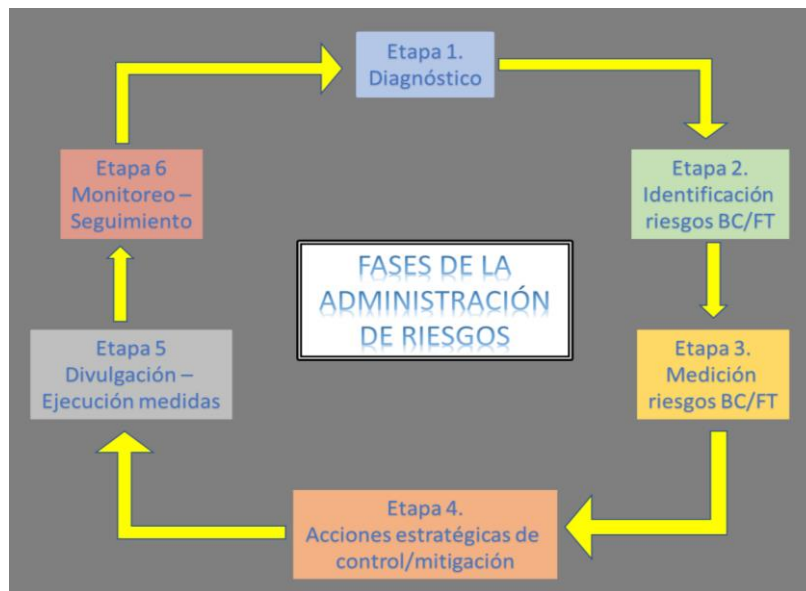 Etapa 1.
Diagnóstico
Etapa 2.
Identificación
riesgos BC/FT
Etapa 3.
Medición
riesgos BC/FT
Etapa 4.
Acciones estratégicas de
control/mitigación
Etapa 5
Divulgación –
Ejecución medidas
Etapa 6
Monitoreo –
Seguimiento
FASES DE LA
ADMINISTRACIÓN
DE RIESGOS